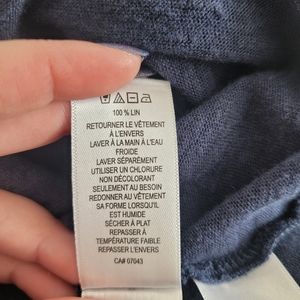 100 % LIN
RETOURNER LE VÊTEMENT
À L'ENVERS
LAVER À LA MAIN À L'EAU
FROIDE
LAVER SÉPARÉMENT
UTILISER UN CHLORURE
NON DÉCOLORANT
SEULEMENT AU BESOIN
REDONNER AU VÊTEMENT
SA FORME LORSQU'IL
EST HUMIDE
SÉCHER À PLAT
REPASSER À
TEMPÉRATURE FAIBLE
REPASSER À L'ENVERS
CA# 07043